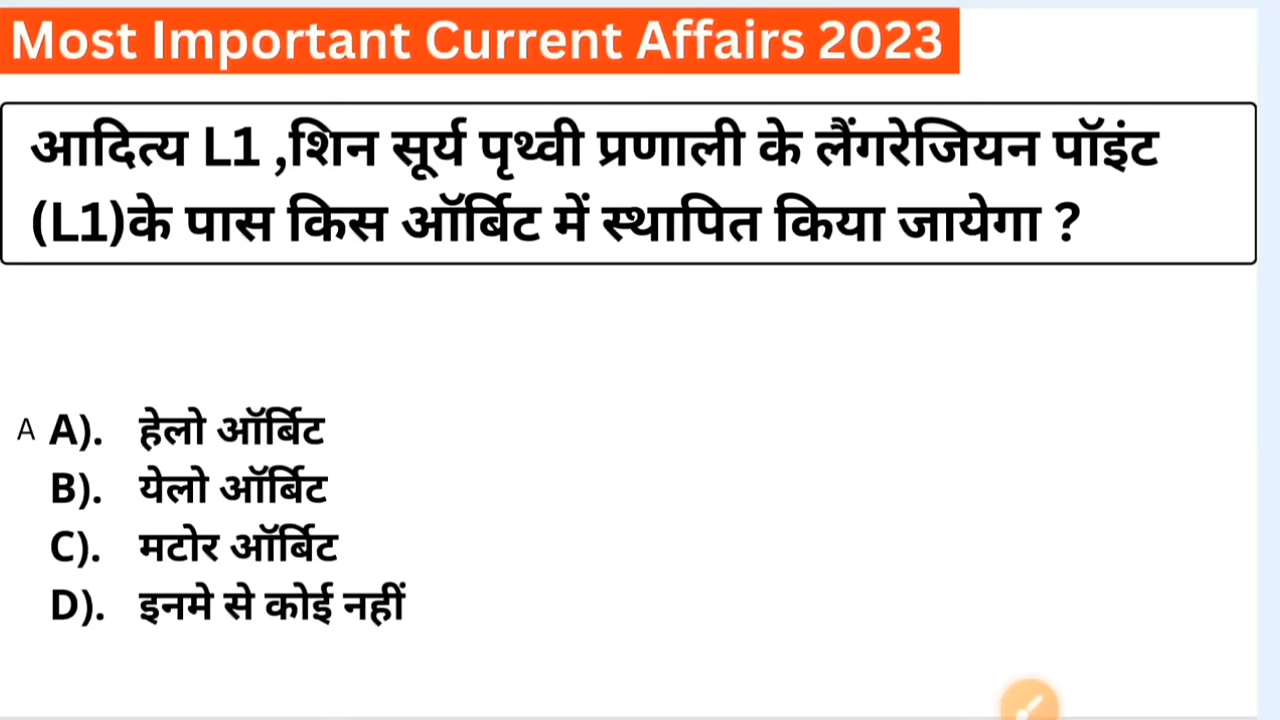 Most Important Current Affairs 2023
आदित्य L1 ,शिन सूर्य पृथ्वी प्रणाली के लैंगरेजियन पॉइंट
(L1)के पास किस ऑर्बिट में स्थापित किया जायेगा ?
A A). हेलो ऑर्बिट
B). येलो ऑर्बिट
C). मटोर ऑर्बिट
D). इनमे से कोई नहीं